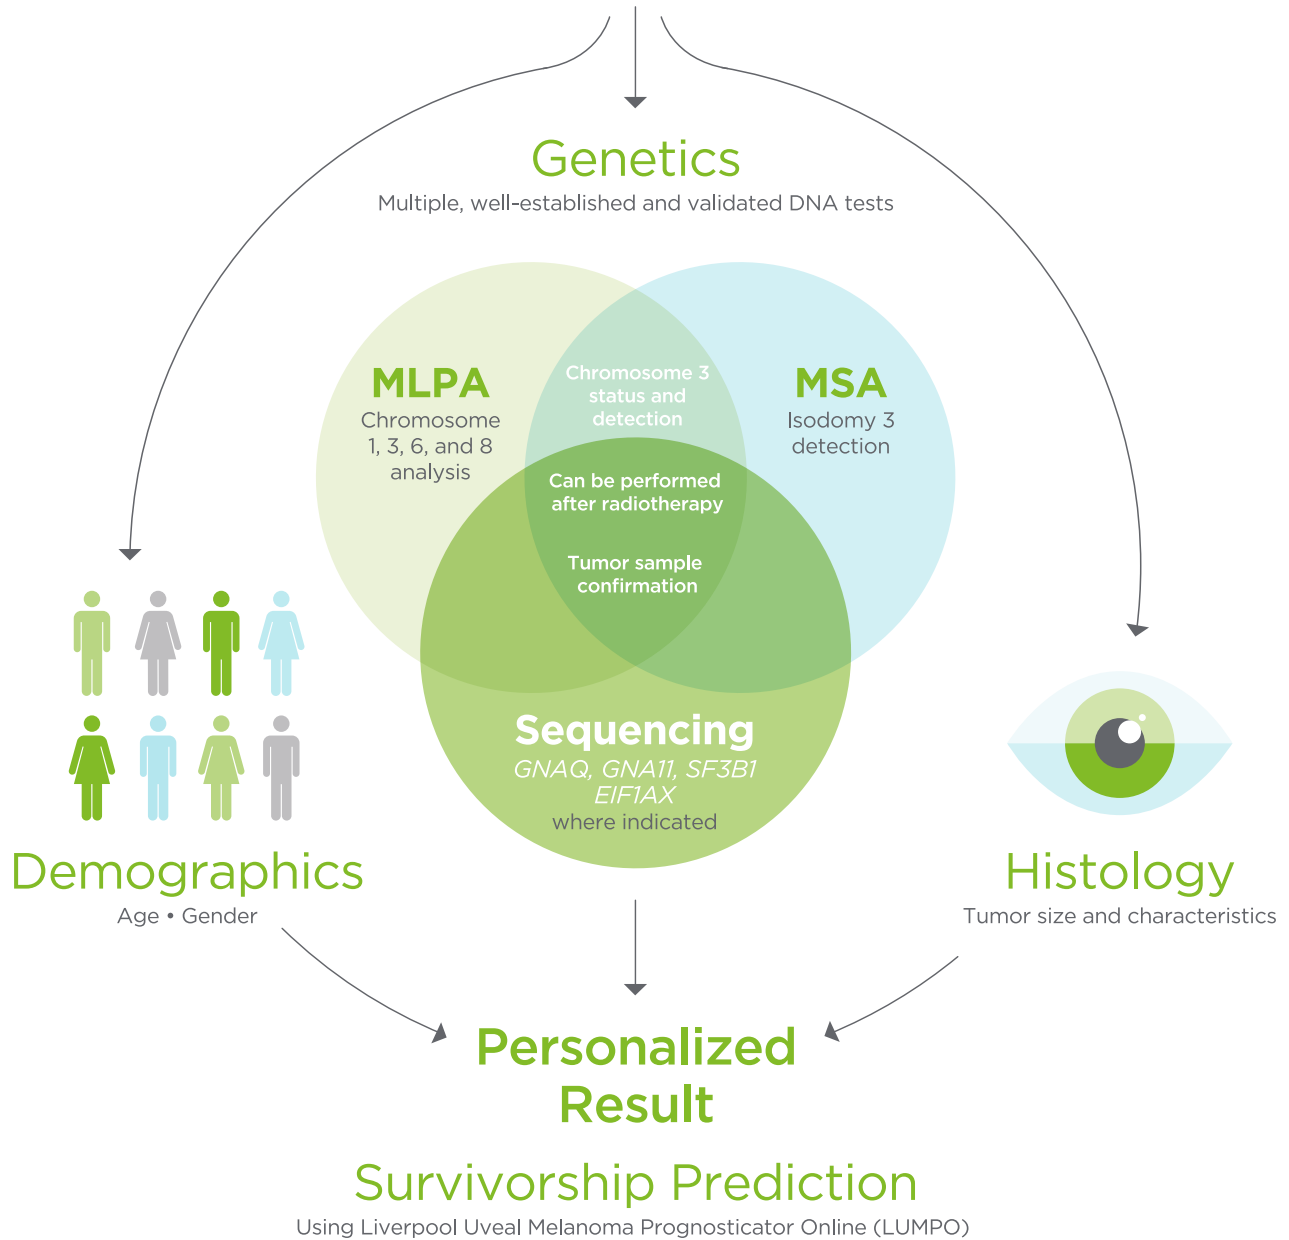 Genetics
Multiple, well-established and validated DNA tests
MLPA
Chromosome
1, 3, 6, and 8
analysis
Chromosome 3
status and
detection
MSA
Isodomy 3
detection
Can be performed
after radiotherapy
Tumor sample
confirmation
Sequencing
GNAQ, GNA11, SF3B1
EIF1AX
where indicated
Demographics
Age • Gender
Histology
Tumor size and characteristics
Personalized
Result
Survivorship Prediction
Using Liverpool Uveal Melanoma Prognosticator Online (LUMPO)